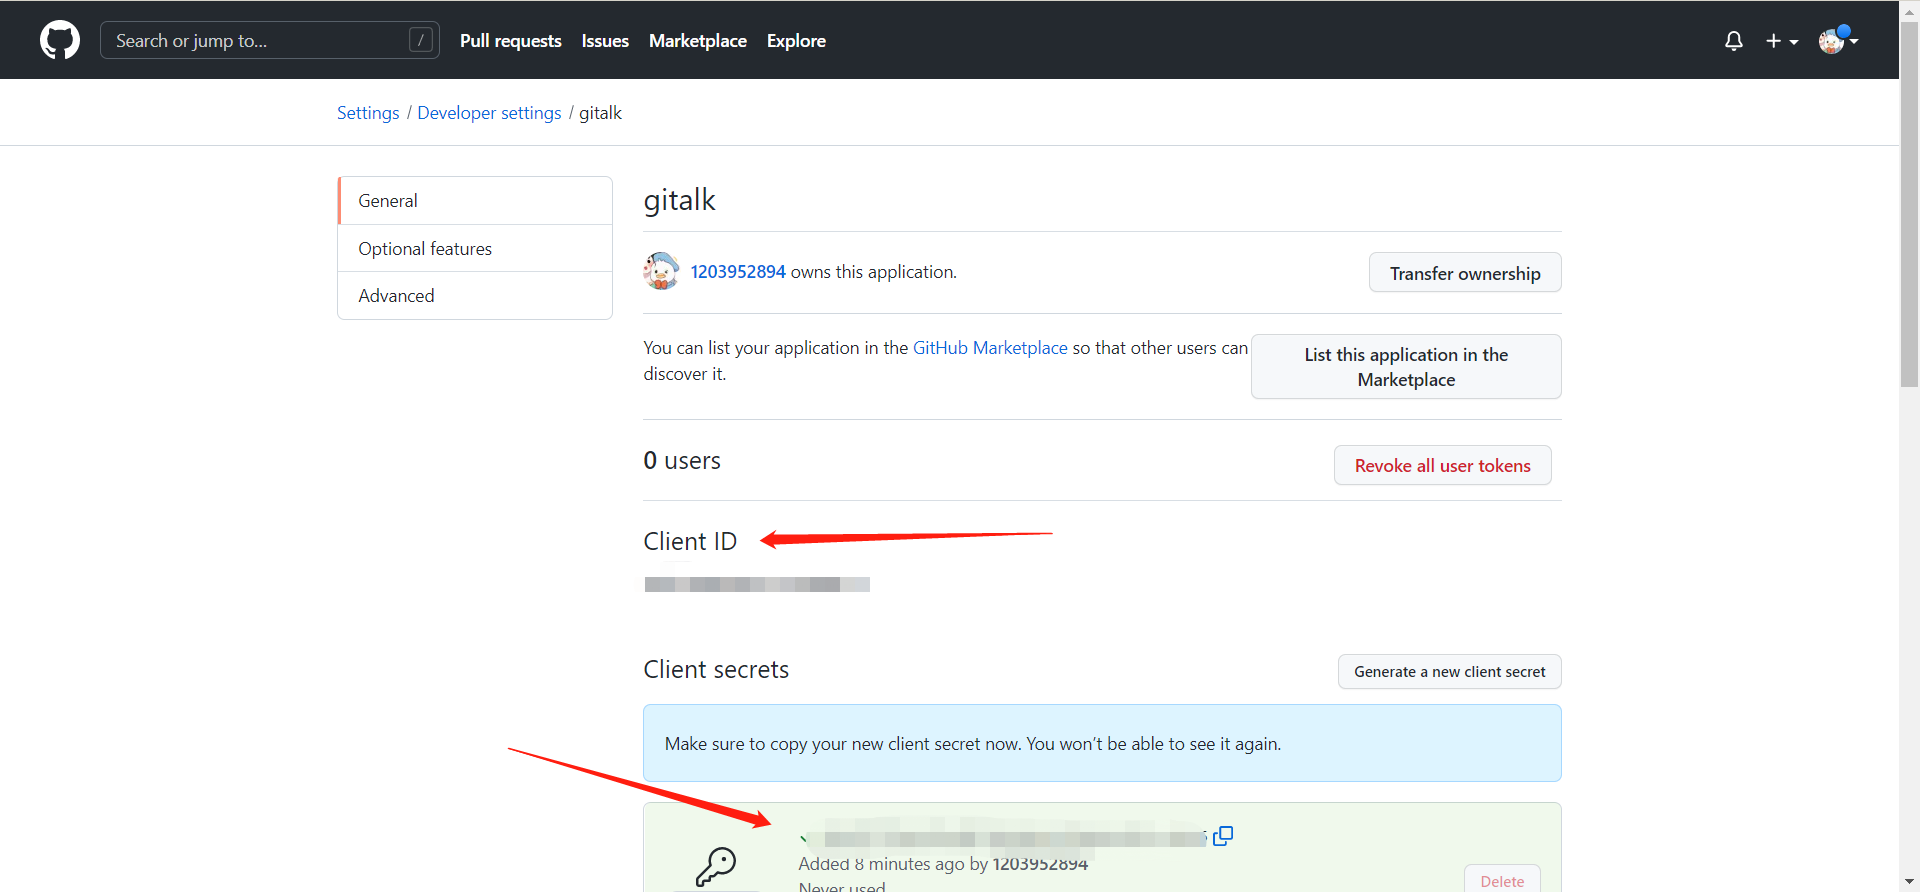 Search or jump to... /
Pull requests Issues Marketplace Explore
Settings / Developer settings / gitalk
General
Optional features
Advanced
gitalk
1203952894 owns this application.
Transfer ownership
You can list your application in the GitHub Marketplace so that other users can
discover it.
List this application in the
Marketplace
0 users
Revoke all user tokens
Client ID
Client secrets
Generate a new client secret
Make sure to copy your new client secret now. You won’t be able to see it again.
Added 8 minutes ago by 1203952894
Never used
Delete